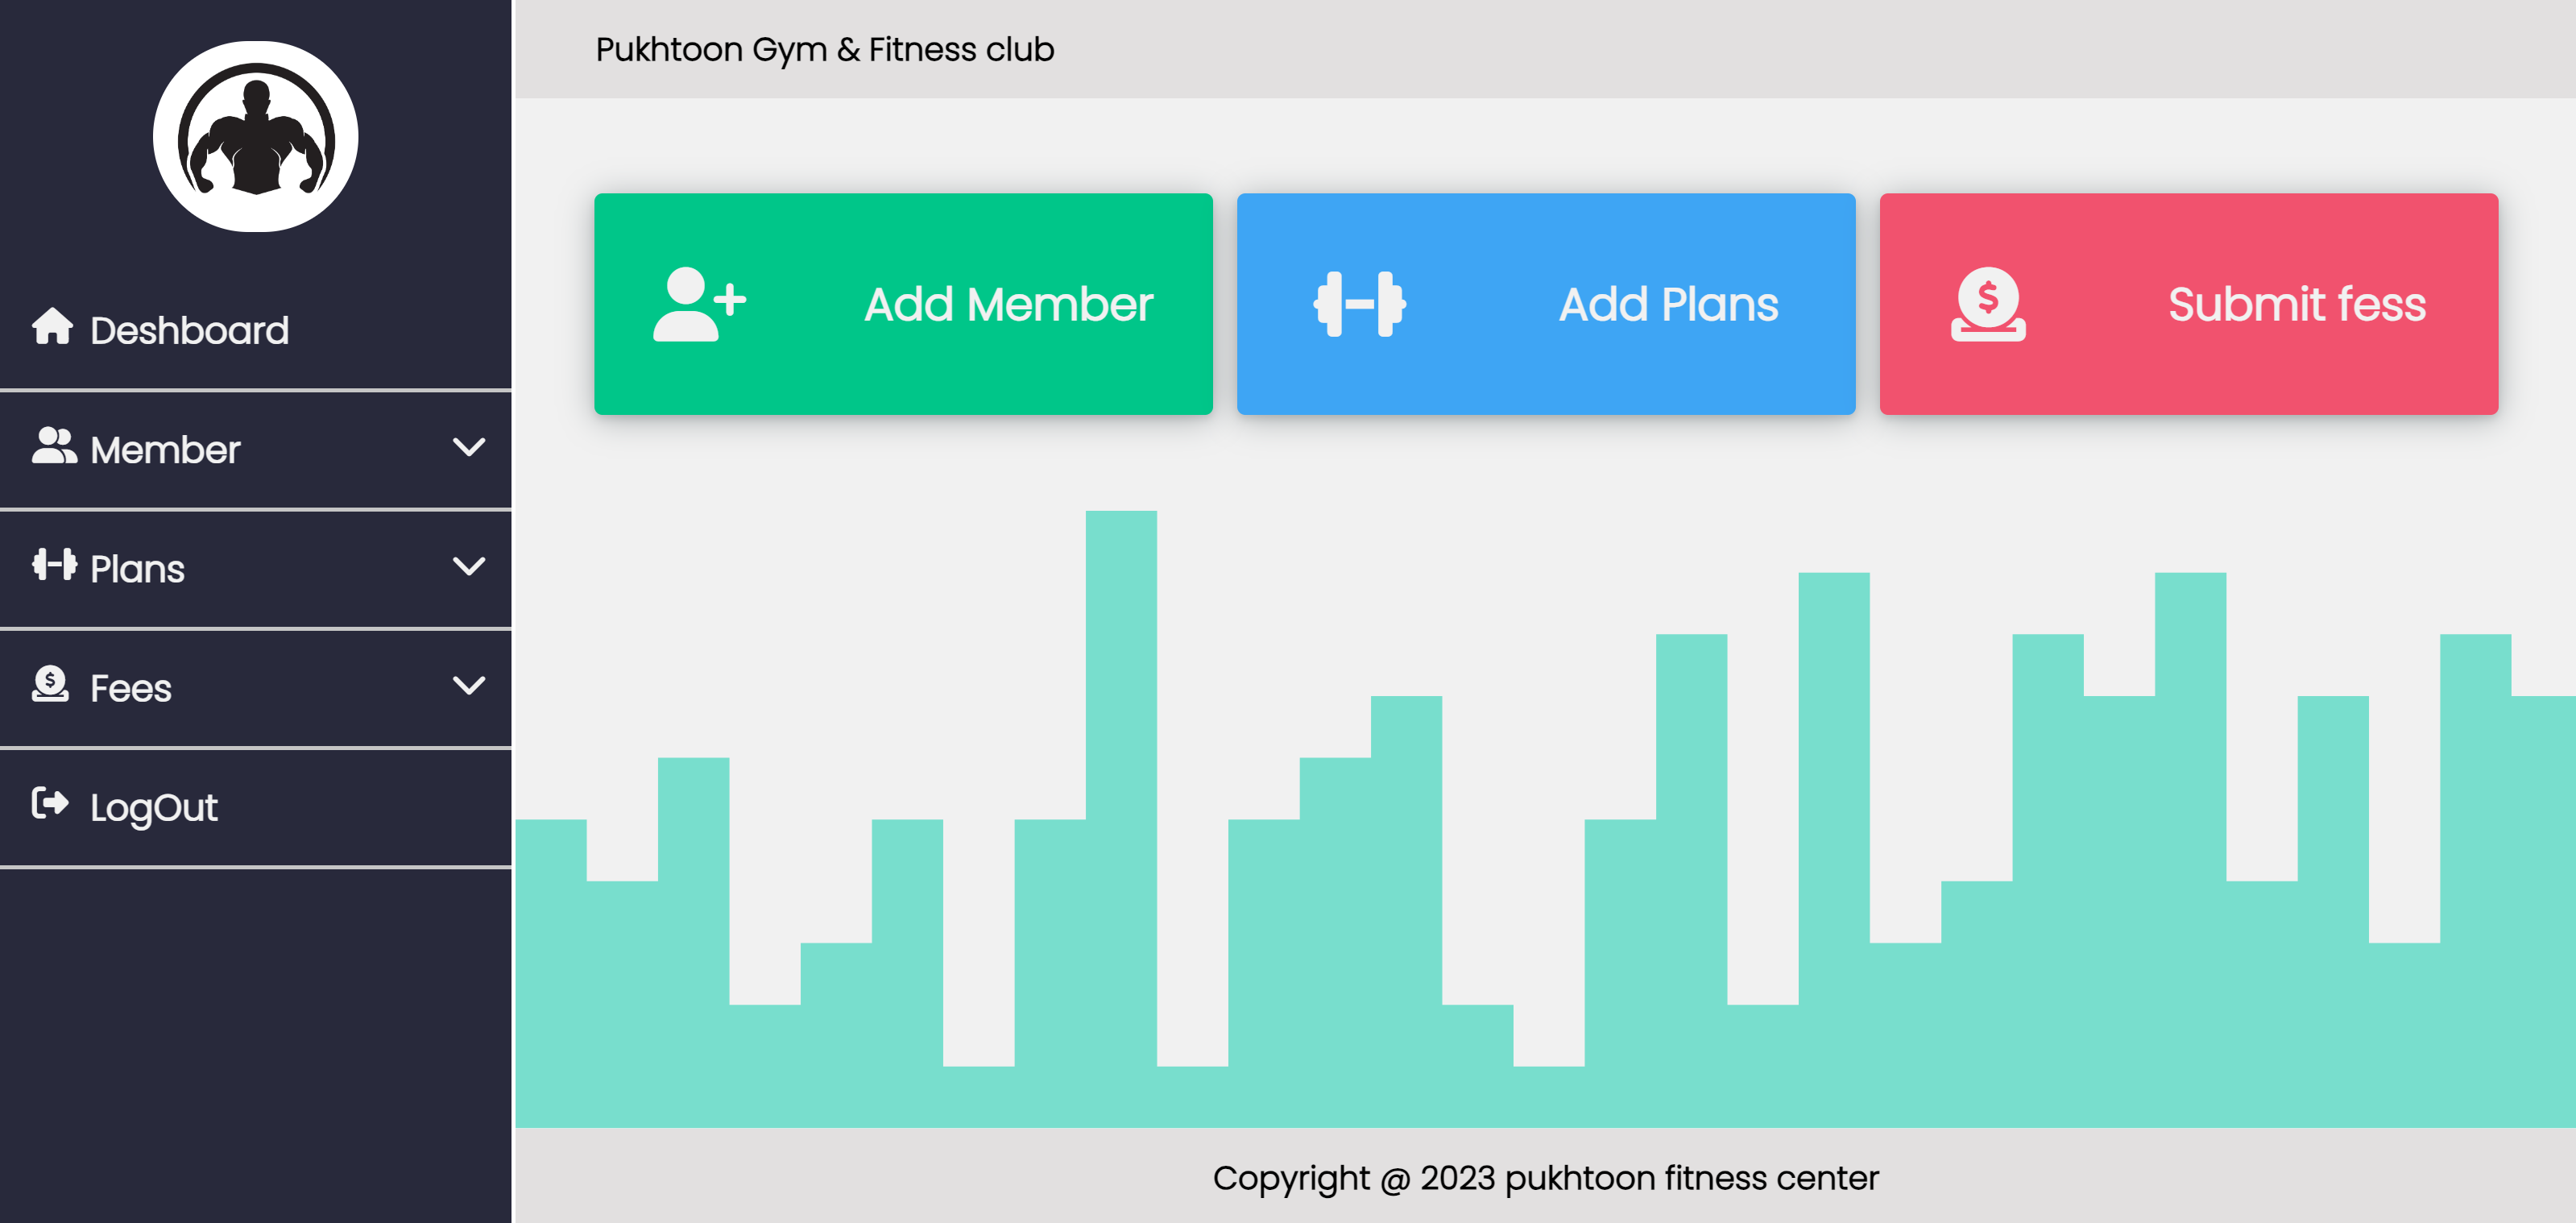 Pukhtoon Gym & Fitness club
Deshboard
Member
Plans
Fees
LogOut
Add Member
Add Plans
Submit fess
Copyright @ 2023 pukhtoon fitness center